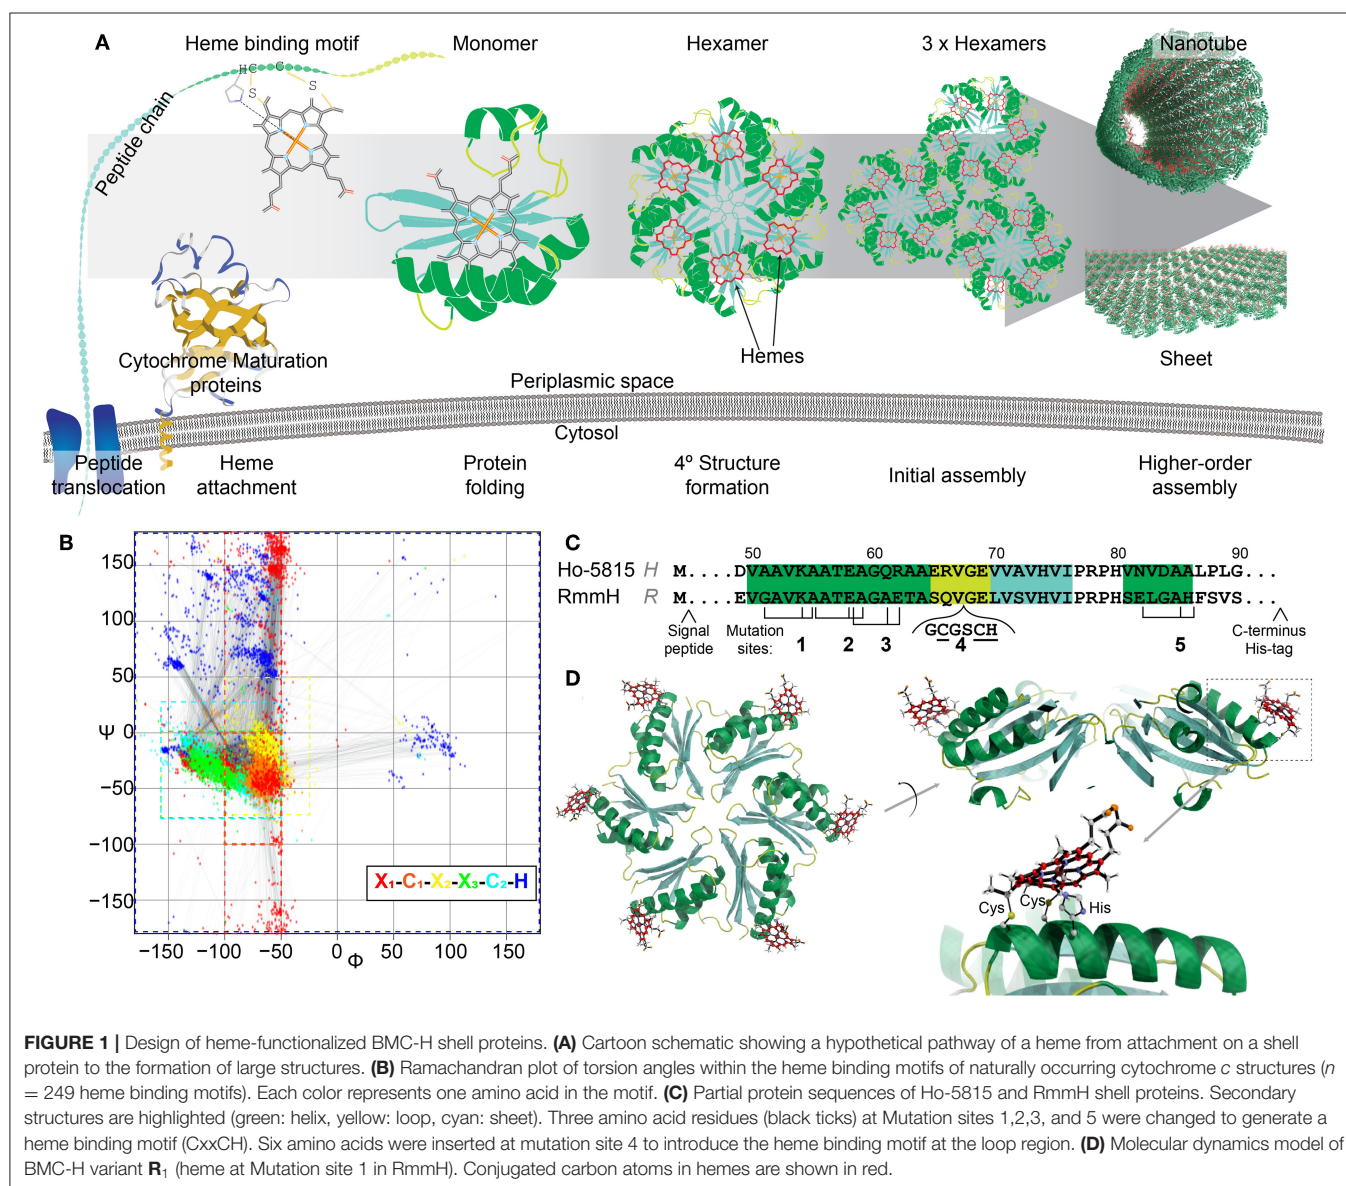 A
Heme binding motif
Monomer
Hexamer
3 x Hexamers
Nanotube
HC
C
S
S
Peptide chain
Cytochrome Maturation
proteins
Hemes
Sheet
Periplasmic space
Cytosol
Peptide
translocation
Heme
attachment
Protein
folding
4º Structure
formation
Initial assembly
Higher-order
assembly
B
150
100
50
Ψ 0
−50
−100
−150
−150 −100 −50 0 50 100 150
Φ
X₁-C₁-X₂-X₃-C₂-H
C
50 60 70 80 90
Ho-5815 H M....DVAAVKAATEAGQRAAERVGEVVAVHVIPRPHVNVDAALPLG...
RmmH R M....EVGAVKAATEAGAETASQVGELVSVHVIPRPHSELGAHFSVS...
Signal
peptide
Mutation
sites:
1 2 3
GCGSCH
4
5
C-terminus
His-tag
D
Cys
Cys
His
FIGURE 1 | Design of heme-functionalized BMC-H shell proteins. (A) Cartoon schematic showing a hypothetical pathway of a heme from attachment on a shell
protein to the formation of large structures. (B) Ramachandran plot of torsion angles within the heme binding motifs of naturally occurring cytochrome c structures (n
= 249 heme binding motifs). Each color represents one amino acid in the motif. (C) Partial protein sequences of Ho-5815 and RmmH shell proteins. Secondary
structures are highlighted (green: helix, yellow: loop, cyan: sheet). Three amino acid residues (black ticks) at Mutation sites 1,2,3, and 5 were changed to generate a
heme binding motif (CxxCH). Six amino acids were inserted at mutation site 4 to introduce the heme binding motif at the loop region. (D) Molecular dynamics model of
BMC-H variant R₁ (heme at Mutation site 1 in RmmH). Conjugated carbon atoms in hemes are shown in red.